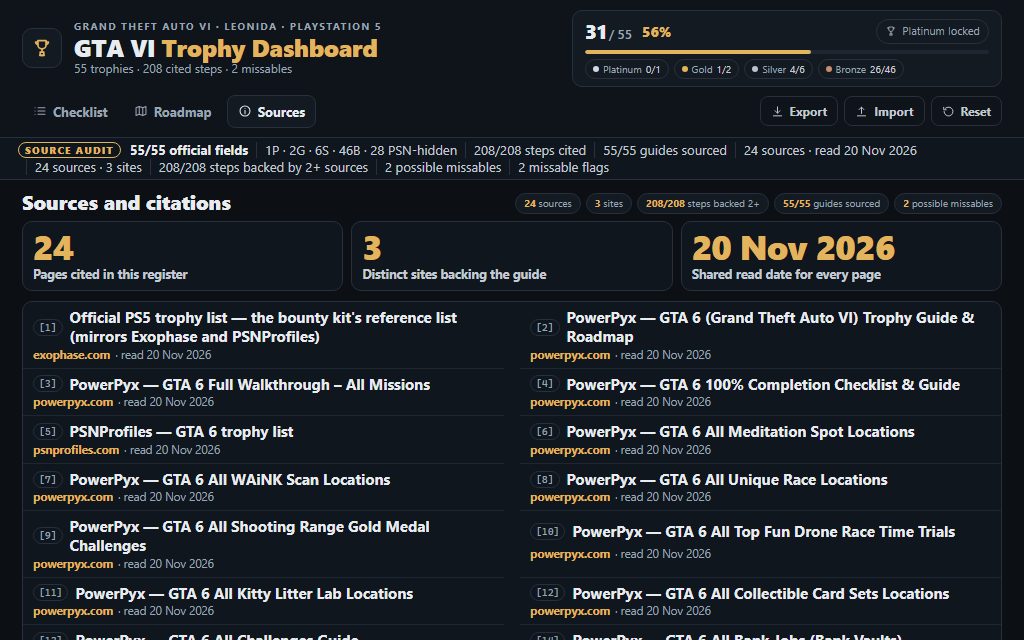 GRAND THEFT AUTO VI · LEONIDA · PLAYSTATION 5
GTA VI Trophy Dashboard
55 trophies · 208 cited steps · 2 missables
31 / 55 56%
Platinum locked
Platinum 0/1
Gold 1/2
Silver 4/6
Bronze 26/46
Checklist
Roadmap
Sources
Export
Import
Reset
SOURCE AUDIT 55/55 official fields 1P · 2G · 6S · 46B · 28 PSN-hidden 208/208 steps cited 55/55 guides sourced 24 sources · read 20 Nov 2026
24 sources · 3 sites 208/208 steps backed by 2+ sources 2 possible missables 2 missable flags
Sources and citations
24 sources
3 sites
208/208 steps backed 2+
55/55 guides sourced
2 possible missables
24
Pages cited in this register
3
Distinct sites backing the guide
20 Nov 2026
Shared read date for every page
[1] Official PS5 trophy list — the bounty kit's reference list
(mirrors Exophase and PSNProfiles)
exophase.com · read 20 Nov 2026
[2] PowerPyx — GTA 6 (Grand Theft Auto VI) Trophy Guide &
Roadmap
powerpyx.com · read 20 Nov 2026
[3] PowerPyx — GTA 6 Full Walkthrough – All Missions
powerpyx.com · read 20 Nov 2026
[4] PowerPyx — GTA 6 100% Completion Checklist & Guide
powerpyx.com · read 20 Nov 2026
[5] PSNProfiles — GTA 6 trophy list
psnprofiles.com · read 20 Nov 2026
[6] PowerPyx — GTA 6 All Meditation Spot Locations
powerpyx.com · read 20 Nov 2026
[7] PowerPyx — GTA 6 All WAiNK Scan Locations
powerpyx.com · read 20 Nov 2026
[8] PowerPyx — GTA 6 All Unique Race Locations
powerpyx.com · read 20 Nov 2026
[9] PowerPyx — GTA 6 All Shooting Range Gold Medal
Challenges
powerpyx.com · read 20 Nov 2026
[10] PowerPyx — GTA 6 All Top Fun Drone Race Time Trials
powerpyx.com · read 20 Nov 2026
[11] PowerPyx — GTA 6 All Kitty Litter Lab Locations
powerpyx.com · read 20 Nov 2026
[12] PowerPyx — GTA 6 All Collectible Card Sets Locations
powerpyx.com · read 20 Nov 2026
PowerPyx — GTA 6 All Challenges Guide
PowerPyx — GTA 6 All Bank Jobs (Bank Vaults)